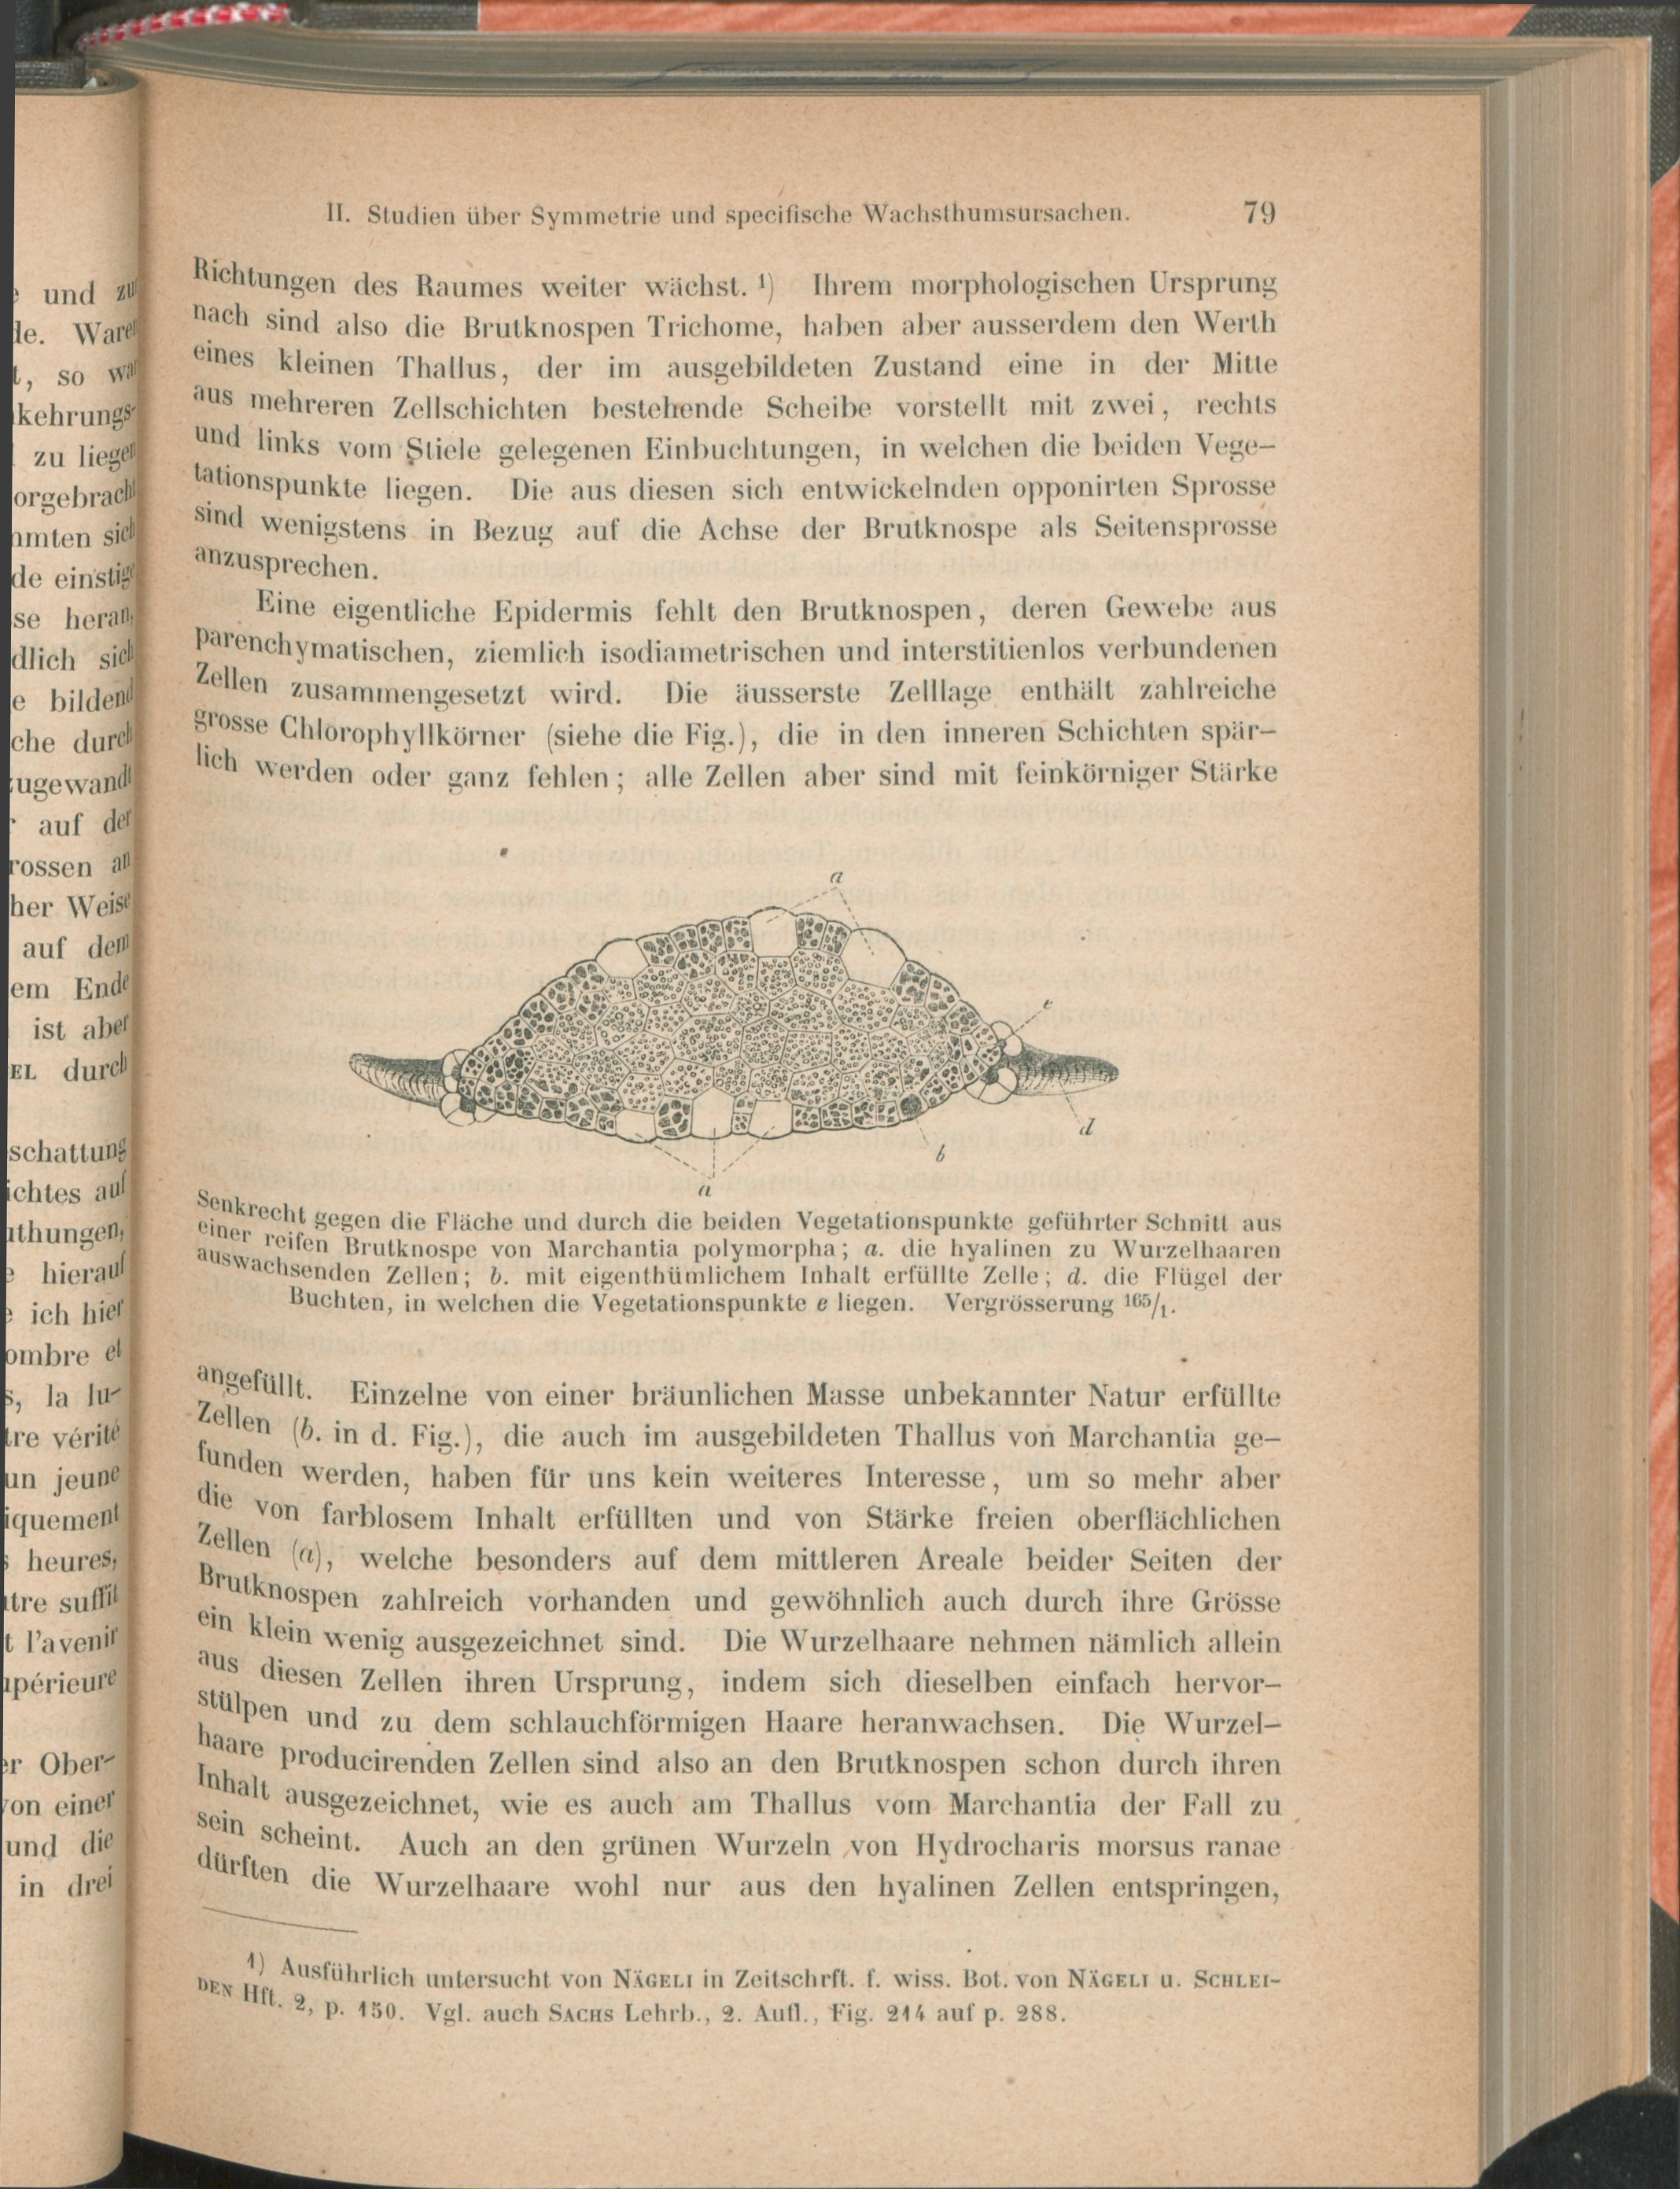 II. Studien über Symmetrie und specifische Wachsthumsursachen. 79
Richtungen des Raumes weiter wächst. ¹) Ihrem morphologischen Ursprung
nach sind also die Brutknospen Trichome, haben aber ausserdem den Werth
eines kleinen Thallus, der im ausgebildeten Zustand eine in der Mitte
aus mehreren Zellschichten bestehende Scheibe vorstellt mit zwei, rechts
und links vom Stiele gelegenen Einbuchtungen, in welchen die beiden Vege-
tationspunkte liegen. Die aus diesen sich entwickelnden opponirten Sprosse
sind wenigstens in Bezug auf die Achse der Brutknospe als Seitensprosse
anzusprechen.
Eine eigentliche Epidermis fehlt den Brutknospen, deren Gewebe aus
parenchymatischen, ziemlich isodiametrischen und interstitienlos verbundenen
Zellen zusammengesetzt wird. Die äusserste Zelllage enthält zahlreiche
grosse Chlorophyllkörner (siehe die Fig.), die in den inneren Schichten spär-
lich werden oder ganz fehlen; alle Zellen aber sind mit feinkörniger Stärke
a
e
d
b
a
Senkrecht gegen die Fläche und durch die beiden Vegetationspunkte geführter Schnitt aus
einer reifen Brutknospe von Marchantia polymorpha; a. die hyalinen zu Wurzelhaaren
auswachsenden Zellen; b. mit eigenthümlichem Inhalt erfüllte Zelle; d. die Flügel der
Buchten, in welchen die Vegetationspunkte e liegen. Vergrösserung ¹⁶⁵/₁.
angefüllt. Einzelne von einer bräunlichen Masse unbekannter Natur erfüllte
Zellen (b. in d. Fig.), die auch im ausgebildeten Thallus von Marchantia ge-
funden werden, haben für uns kein weiteres Interesse, um so mehr aber
die von farblosem Inhalt erfüllten und von Stärke freien oberflächlichen
Zellen (a), welche besonders auf dem mittleren Areale beider Seiten der
Brutknospen zahlreich vorhanden und gewöhnlich auch durch ihre Grösse
ein klein wenig ausgezeichnet sind. Die Wurzelhaare nehmen nämlich allein
aus diesen Zellen ihren Ursprung, indem sich dieselben einfach hervor-
stülpen und zu dem schlauchförmigen Haare heranwachsen. Die Wurzel-
haare producirenden Zellen sind also an den Brutknospen schon durch ihren
Inhalt ausgezeichnet, wie es auch am Thallus vom Marchantia der Fall zu
sein scheint. Auch an den grünen Wurzeln von Hydrocharis morsus ranae
dürften die Wurzelhaare wohl nur aus den hyalinen Zellen entspringen,
1) Ausführlich untersucht von NÄGELI in Zeitschrft. f. wiss. Bot. von NÄGELI u. SCHLEI-
DEN Hft. 2, p. 150. Vgl. auch SACHS Lehrb., 2. Aufl., Fig. 214 auf p. 288.